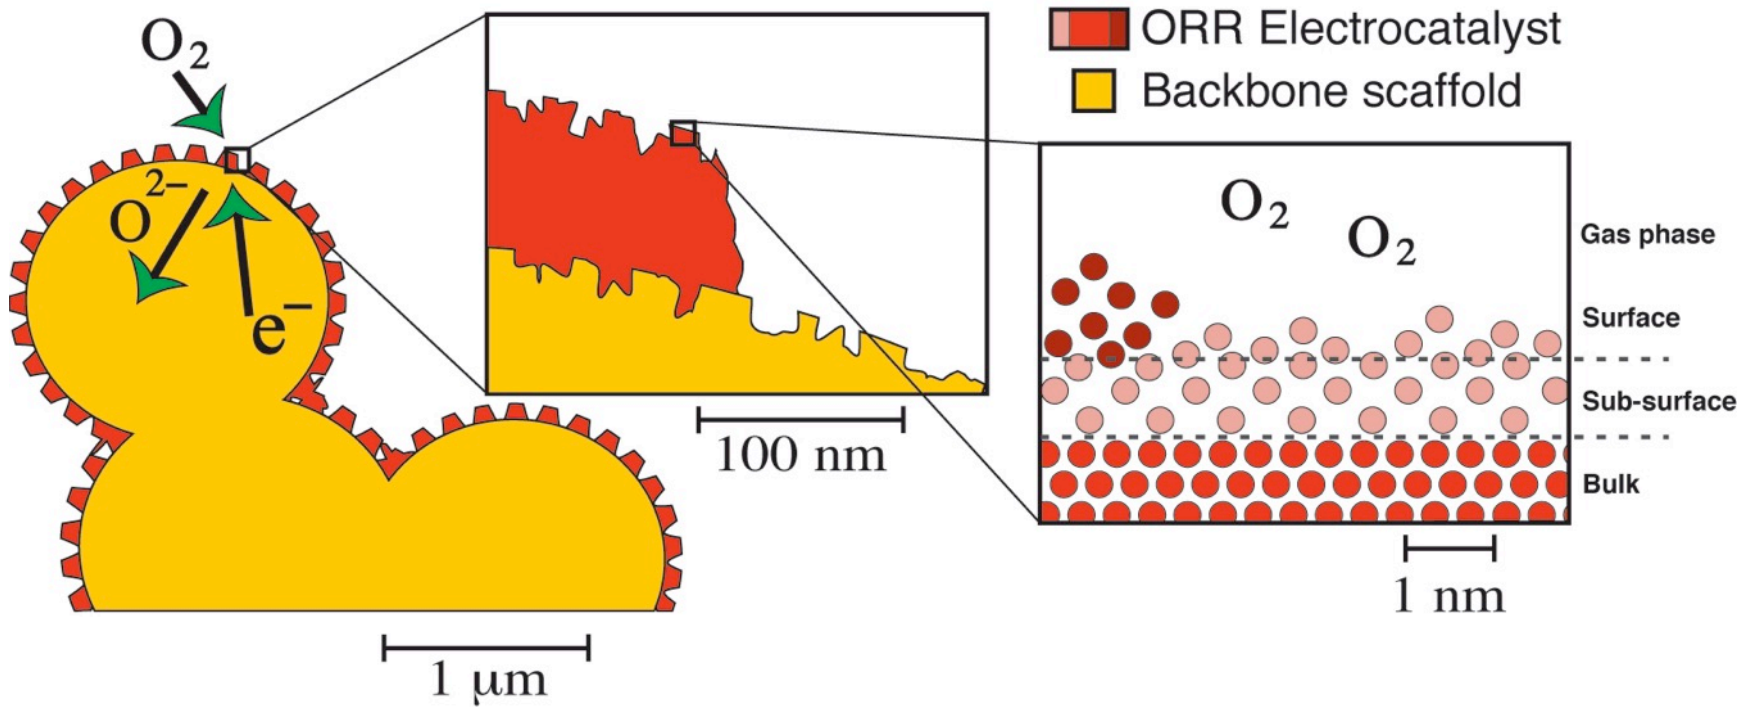 O₂
O²⁻
e⁻
1 μm
100 nm
ORR Electrocatalyst
Backbone scaffold
O₂
O₂
Gas phase
Surface
Sub-surface
Bulk
1 nm